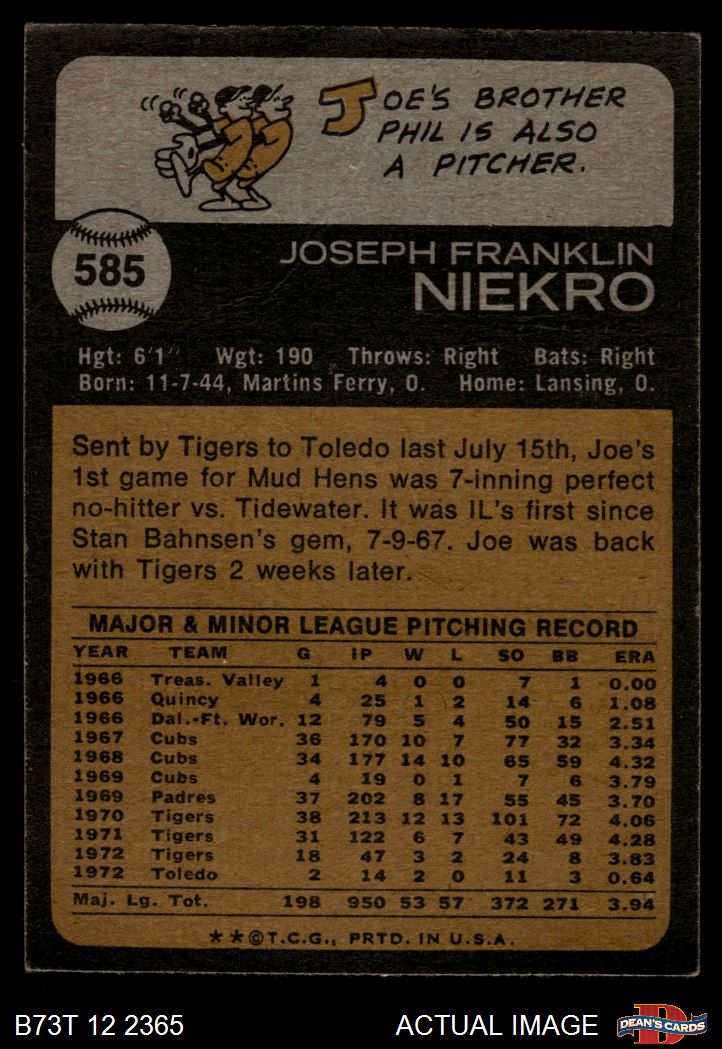 JOE'S BROTHER
PHIL IS ALSO
A PITCHER.
585
JOSEPH FRANKLIN
NIEKRO
Hgt: 6'1" Wgt: 190 Throws: Right Bats: Right
Born: 11-7-44, Martins Ferry, O. Home: Lansing, O.
Sent by Tigers to Toledo last July 15th, Joe's
1st game for Mud Hens was 7-inning perfect
no-hitter vs. Tidewater. It was IL's first since
Stan Bahnsen's gem, 7-9-67. Joe was back
with Tigers 2 weeks later.
MAJOR & MINOR LEAGUE PITCHING RECORD
YEAR TEAM G IP W L SO BB ERA
1966 Treas. Valley 1 4 0 0 7 1 0.00
1966 Quincy 4 25 1 2 14 6 1.08
1966 Dal.-Ft. Wor. 12 79 5 4 50 15 2.51
1967 Cubs 36 170 10 7 77 32 3.34
1968 Cubs 34 177 14 10 65 59 4.32
1969 Cubs 4 19 0 1 7 6 3.79
1969 Padres 37 202 8 17 55 45 3.70
1970 Tigers 38 213 12 13 101 72 4.06
1971 Tigers 31 122 6 7 43 49 4.28
1972 Tigers 18 47 3 2 24 8 3.83
1972 Toledo 2 14 2 0 11 3 0.64
Maj. Lg. Tot. 198 950 53 57 372 271 3.94
**©T.C.G., PRTD. IN U.S.A.
B73T 12 2365 ACTUAL IMAGE
D
DEAN'S CARDS